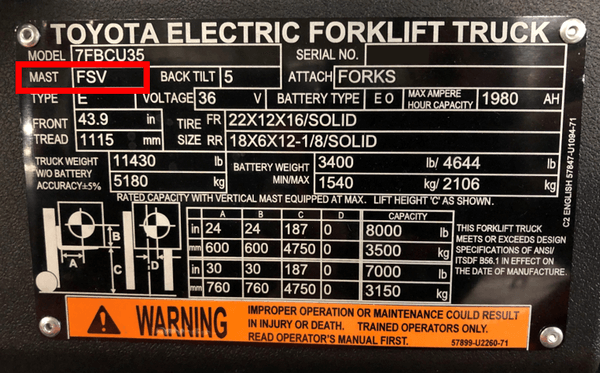 TOYOTA ELECTRIC FORKLIFT TRUCK
MODEL 7FBCU35 SERIAL NO.
MAST FSV BACK TILT 5 ATTACH FORKS
TYPE E VOLTAGE 36 V BATTERY TYPE E O MAX AMPERE HOUR CAPACITY 1980 AH
FRONT 43.9 in TIRE FR 22X12X16/SOLID
TREAD 1115 mm SIZE RR 18X6X12-1/8/SOLID
TRUCK WEIGHT 11430 lb BATTERY WEIGHT 3400 lb/ 4644 lb
W/O BATTERY
ACCURACY±5% 5180 kg MIN/MAX 1540 kg/ 2106 kg
RATED CAPACITY WITH VERTICAL MAST EQUIPPED AT MAX. LIFT HEIGHT 'C' AS SHOWN.
A B C A D
A C C D CAPACITY
in 24 24 187 0 8000 lb
mm 600 600 4750 0 3500 kg
in 30 30 187 0 7000 lb
mm 760 760 4750 0 3150 kg
THIS FORKLIFT TRUCK
MEETS OR EXCEEDS DESIGN
SPECIFICATIONS OF ANSI/
ITSDF B56.1 IN EFFECT ON
THE DATE OF MANUFACTURE.
C2 ENGLISH 57847-U1094-71
WARNING
IMPROPER OPERATION OR MAINTENANCE COULD RESULT
IN INJURY OR DEATH. TRAINED OPERATORS ONLY.
READ OPERATOR'S MANUAL FIRST. 57899-U2260-71